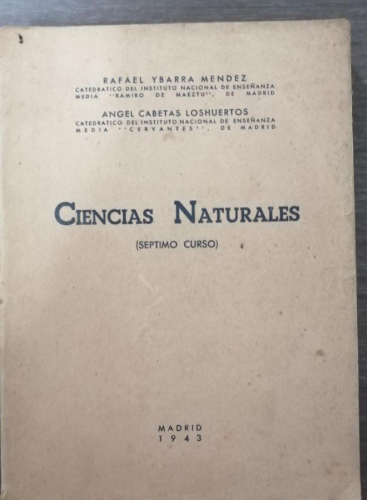 RAFAEL YBARRA MENDEZ
CATEDRATICO DEL INSTITUTO NACIONAL DE ENSEÑANZA
MEDIA "RAMIRO DE MAEZTU", DE MADRID
ANGEL CABETAS LOSHUERTOS
CATEDRATICO DEL INSTITUTO NACIONAL DE ENSEÑANZA
MEDIA "CERVANTES", DE MADRID
CIENCIAS NATURALES
(SEPTIMO CURSO)
MADRID
1943